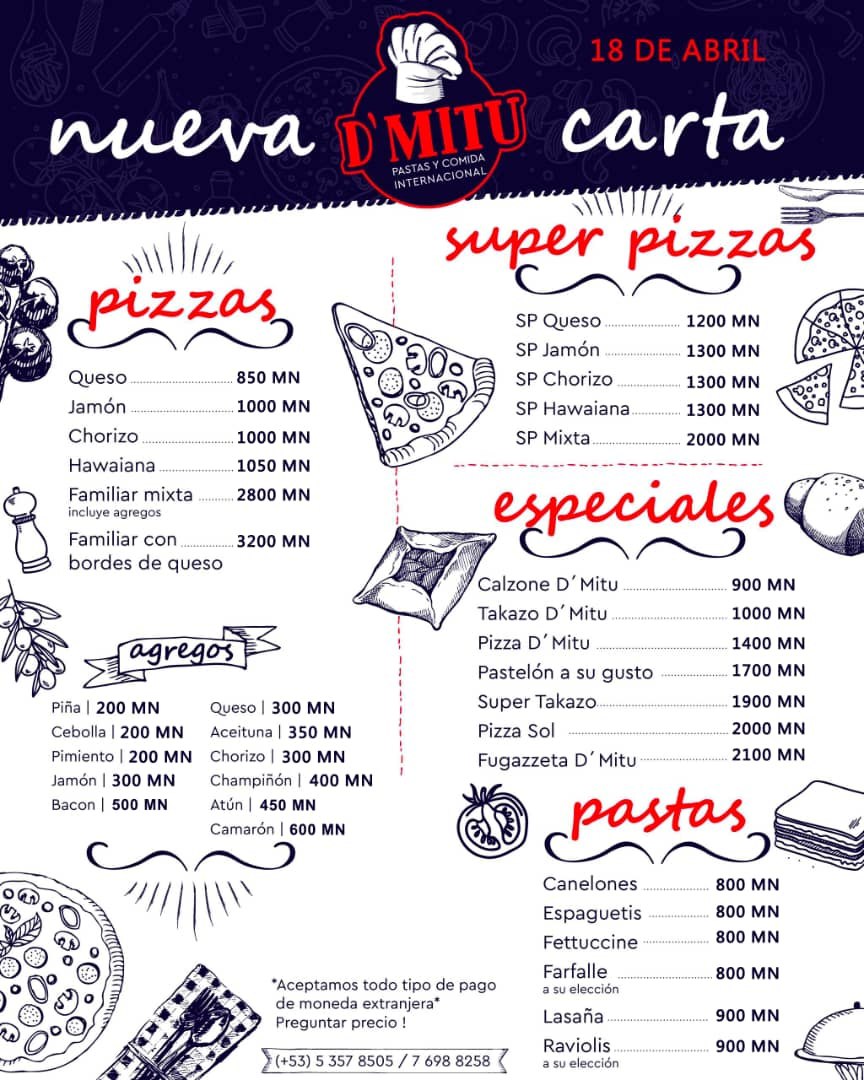 18 DE ABRIL
nueva
D'MITU
PASTAS Y COMIDA
INTERNACIONAL
carta
pizzas
Queso 850 MN
Jamón 1000 MN
Chorizo 1000 MN
Hawaiana 1050 MN
Familiar mixta 2800 MN
incluye agregos
Familiar con 3200 MN
bordes de queso
agregos
Piña | 200 MN
Cebolla | 200 MN
Pimiento | 200 MN
Jamón | 300 MN
Bacon | 500 MN
Queso | 300 MN
Aceituna | 350 MN
Chorizo | 300 MN
Champiñón | 400 MN
Atún | 450 MN
Camarón | 600 MN
super pizzas
SP Queso 1200 MN
SP Jamón 1300 MN
SP Chorizo 1300 MN
SP Hawaiana 1300 MN
SP Mixta 2000 MN
especiales
Calzone D´Mitu 900 MN
Takazo D´Mitu 1000 MN
Pizza D´Mitu 1400 MN
Pastelón a su gusto 1700 MN
Super Takazo 1900 MN
Pizza Sol 2000 MN
Fugazzeta D´Mitu 2100 MN
pastas
Canelones 800 MN
Espaguetis 800 MN
Fettuccine 800 MN
Farfalle 800 MN
a su elección
Lasaña 900 MN
Raviolis 900 MN
a su elección
*Aceptamos todo tipo de pago
de moneda extranjera*
Preguntar precio !
(+53) 5 357 8505 / 7 698 8258